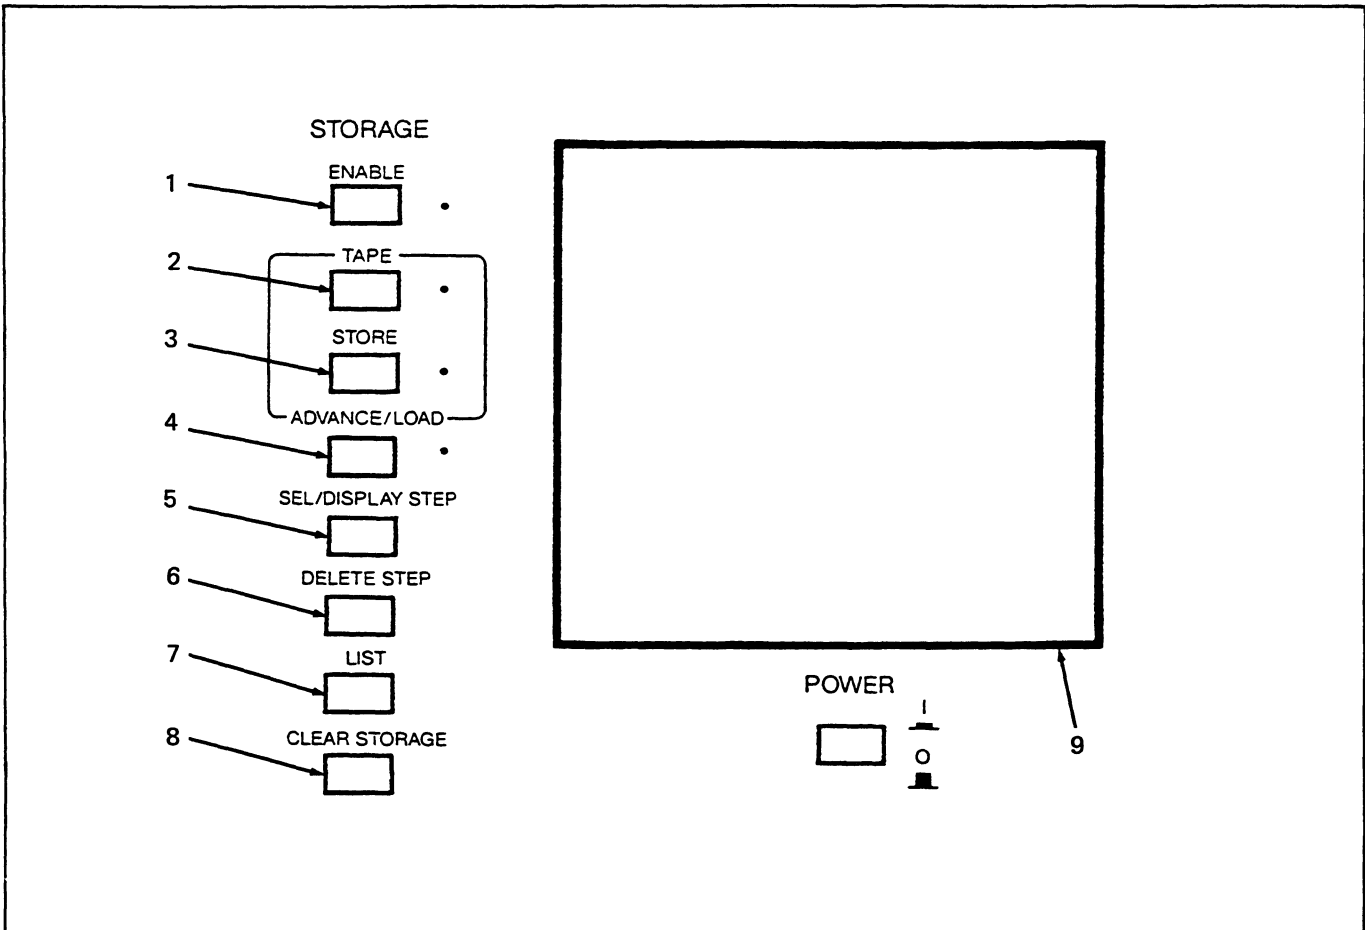 STORAGE
1
ENABLE
2
TAPE
3
STORE
4
ADVANCE/LOAD
5
SEL/DISPLAY STEP
6
DELETE STEP
7
LIST
8
CLEAR STORAGE
POWER
I
O
9